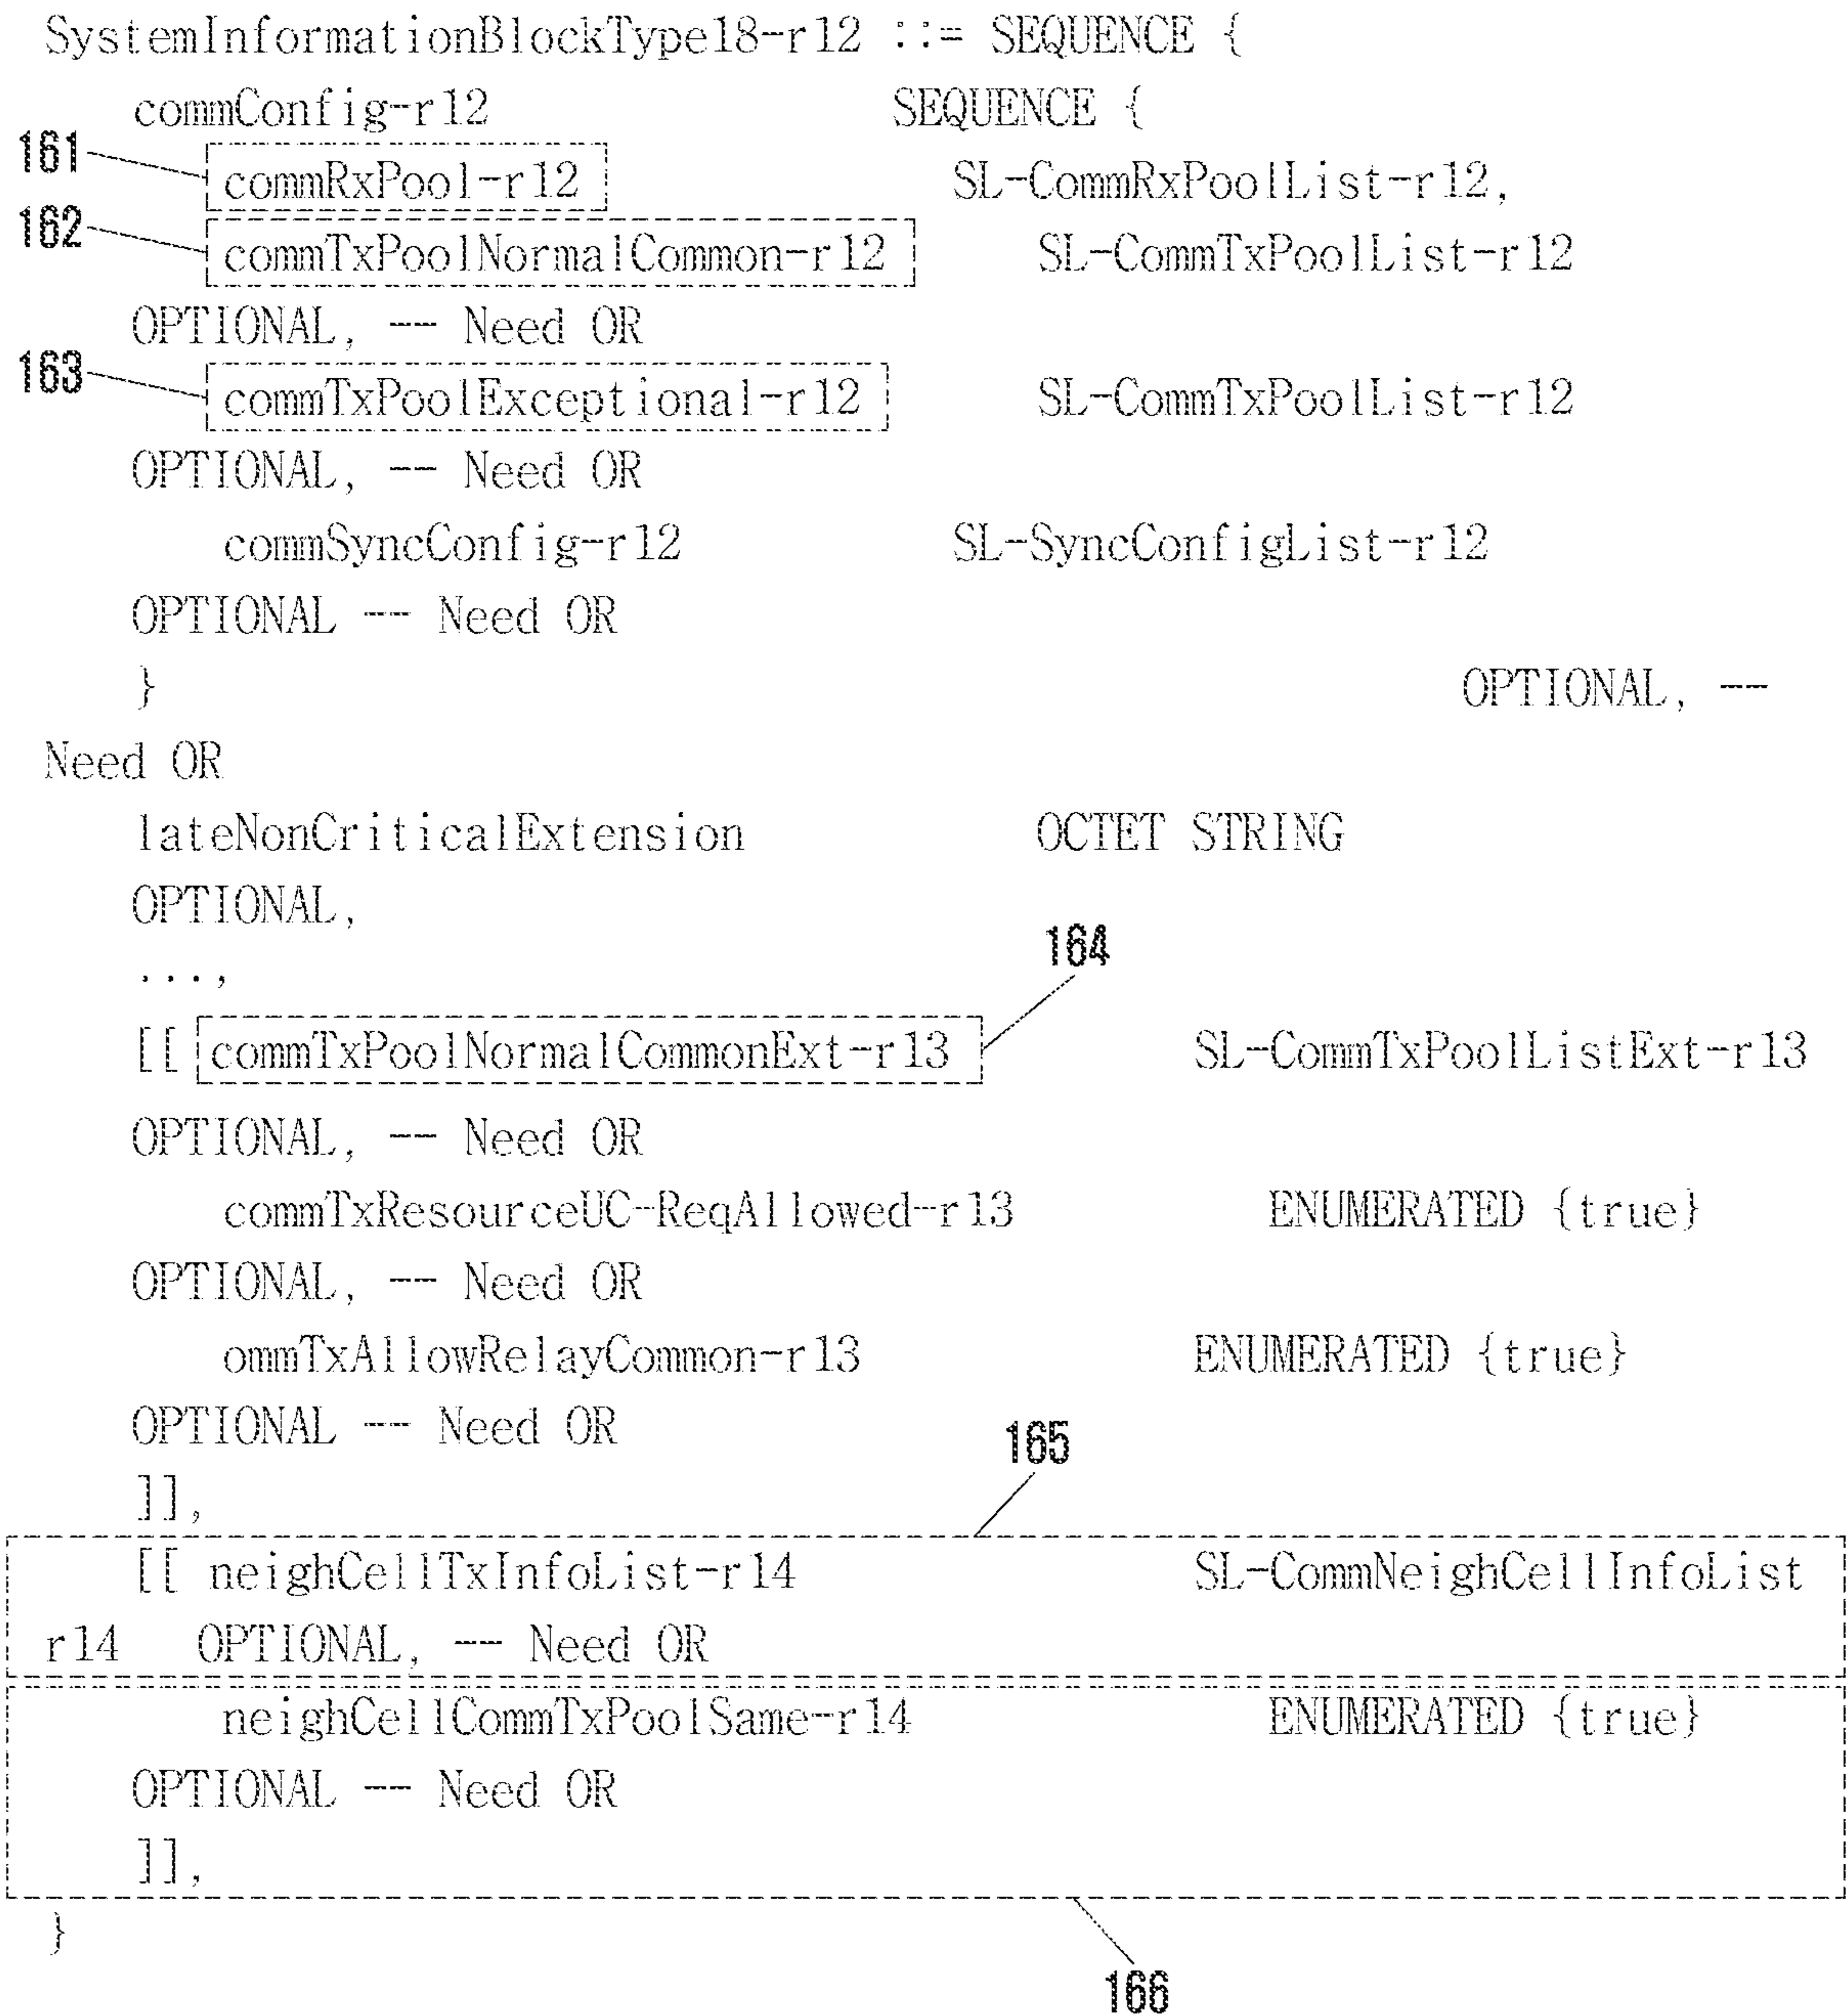 SystemInformationBlockType18-r12 ::= SEQUENCE {
commConfig-r12 SEQUENCE {
161 commRxPool-r12 SL-CommRxPoolList-r12,
162 commTxPoolNormalCommon-r12 SL-CommTxPoolList-r12
OPTIONAL, -- Need OR
163 commTxPoolExceptional-r12 SL-CommTxPoolList-r12
OPTIONAL, -- Need OR
commSyncConfig-r12 SL-SyncConfigList-r12
OPTIONAL -- Need OR
} OPTIONAL, --
Need OR
lateNonCriticalExtension OCTET STRING
OPTIONAL,
...,
164
[[ commTxPoolNormalCommonExt-r13 SL-CommTxPoolListExt-r13
OPTIONAL, -- Need OR
commTxResourceUC-ReqAllowed-r13 ENUMERATED {true}
OPTIONAL, -- Need OR
ommTxAllowRelayCommon-r13 ENUMERATED {true}
OPTIONAL -- Need OR
165
]],
[[ neighCellTxInfoList-r14 SL-CommNeighCellInfoList
r14 OPTIONAL, -- Need OR
neighCellCommTxPoolSame-r14 ENUMERATED {true}
OPTIONAL -- Need OR
]],
}
166